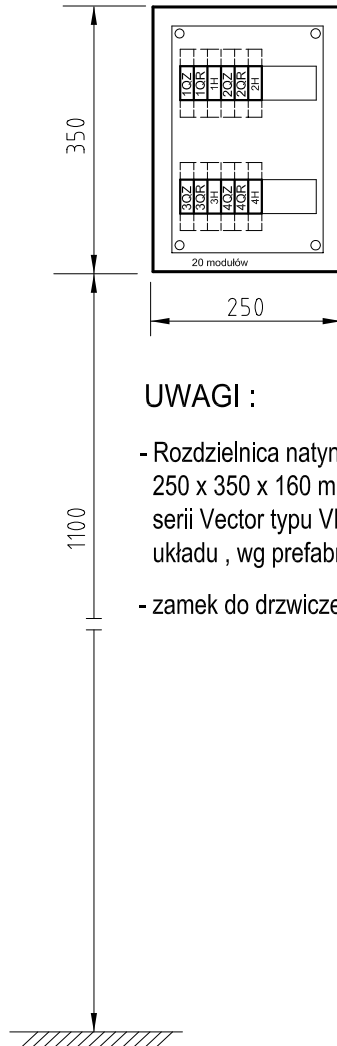 350
1QZ 1QR 1H 2QZ 2QR 2H
3QZ 3QR 3H 4QZ 4QR 4H
20 modułów
250
UWAGI :
- Rozdzielnica natyn
250 x 350 x 160 m
serii Vector typu V
układu , wg prefabr
- zamek do drzwicze
1100